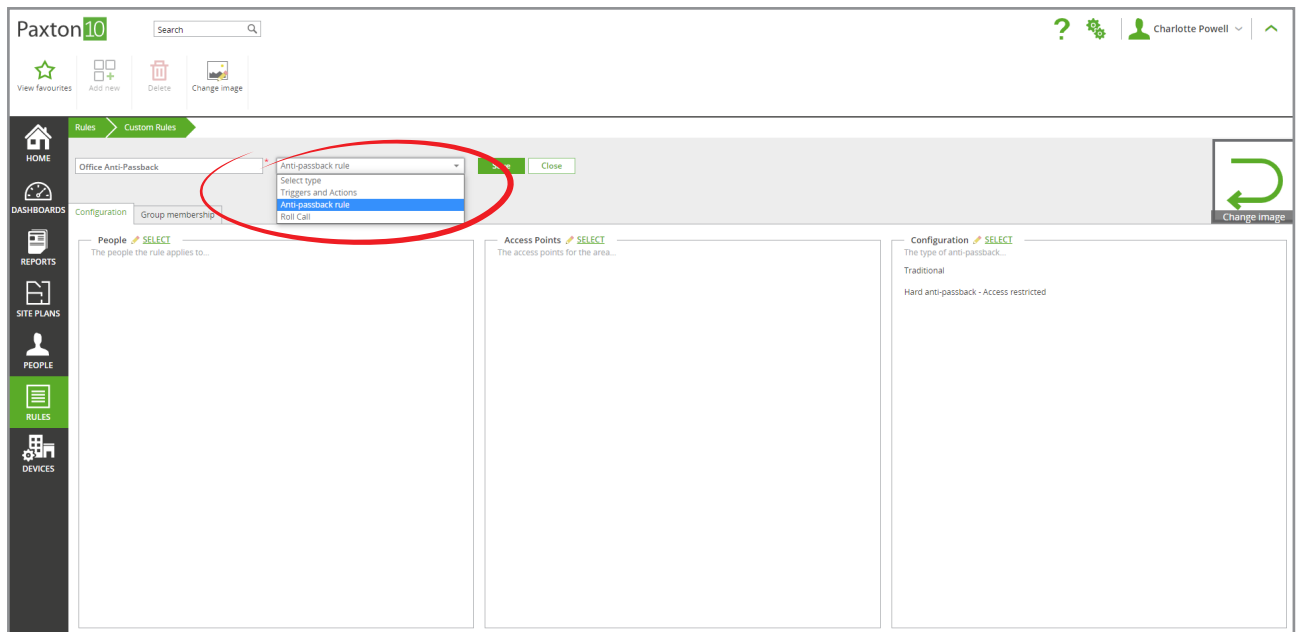 Paxton 10
Search
Charlotte Powell
View favourites
Add new
Delete
Change image
Rules
Custom Rules
HOME
Office Anti-Passback
*
Anti-passback rule
Close
Select type
Triggers and Actions
Anti-passback rule
Roll Call
Change image
DASHBOARDS
Configuration
Group membership
People SELECT
The people the rule applies to...
Access Points SELECT
The access points for the area...
Configuration SELECT
The type of anti-passback...
Traditional
Hard anti-passback - Access restricted
REPORTS
SITE PLANS
PEOPLE
RULES
DEVICES